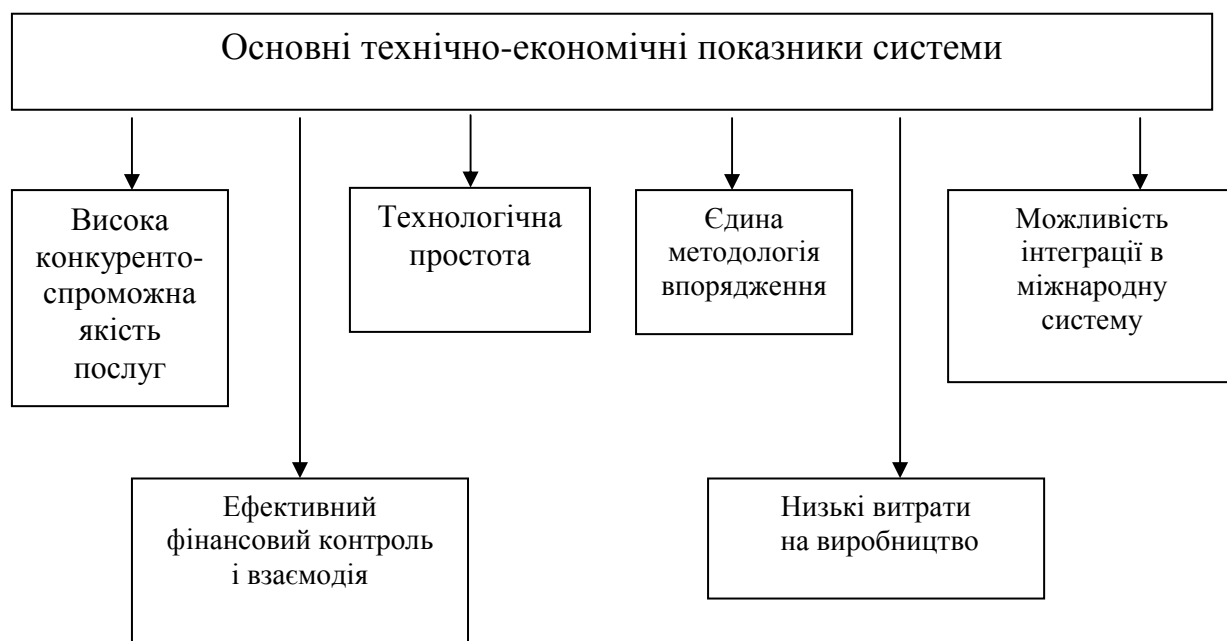 Основні технічно-економічні показники системи
Висока
конкуренто-
спроможна
якість
послуг
Технологічна
простота
Єдина
методологія
впорядження
Можливість
інтеграції в
міжнародну
систему
Ефективний
фінансовий контроль
і взаємодія
Низькі витрати
на виробництво